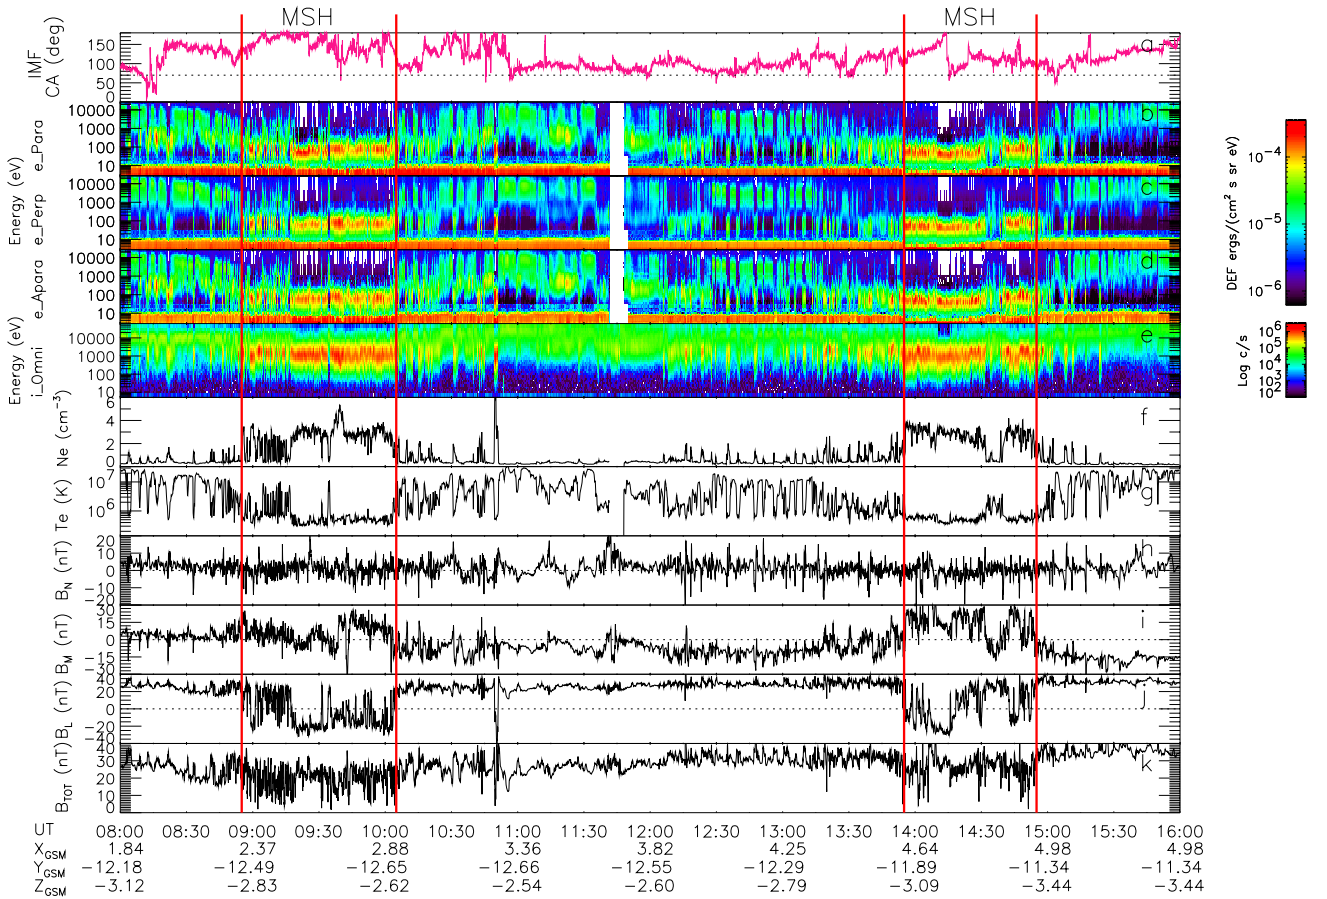 MSH MSH
IMF
CA (deg)
150
100
50
0
a
e_Para
10000
1000
100
10
b
Energy (eV)
e_Perp
10000
1000
100
10
c
e_Apara
10000
1000
100
10
d
Energy (eV)
i_Omni
10000
1000
100
10
e
DEF ergs/(cm² s sr eV)
10⁻⁴
10⁻⁵
10⁻⁶
Log c/s
10⁶
10⁶
10⁵
10⁴
10³
10²
10²
Ne (cm⁻³)
6
4
2
0
f
Te (K)
10⁷
10⁶
g
B_N (nT)
20
10
0
-10
-20
h
B_M (nT)
30
15
0
-15
-30
i
B_L (nT)
40
20
0
-20
-40
j
B_TOT (nT)
40
30
20
10
0
k
UT 08:00 08:30 09:00 09:30 10:00 10:30 11:00 11:30 12:00 12:30 13:00 13:30 14:00 14:30 15:00 15:30 16:00
X_GSM 1.84 2.37 2.88 3.36 3.82 4.25 4.64 4.98 4.98
Y_GSM -12.18 -12.49 -12.65 -12.66 -12.55 -12.29 -11.89 -11.34 -11.34
Z_GSM -3.12 -2.83 -2.62 -2.54 -2.60 -2.79 -3.09 -3.44 -3.44